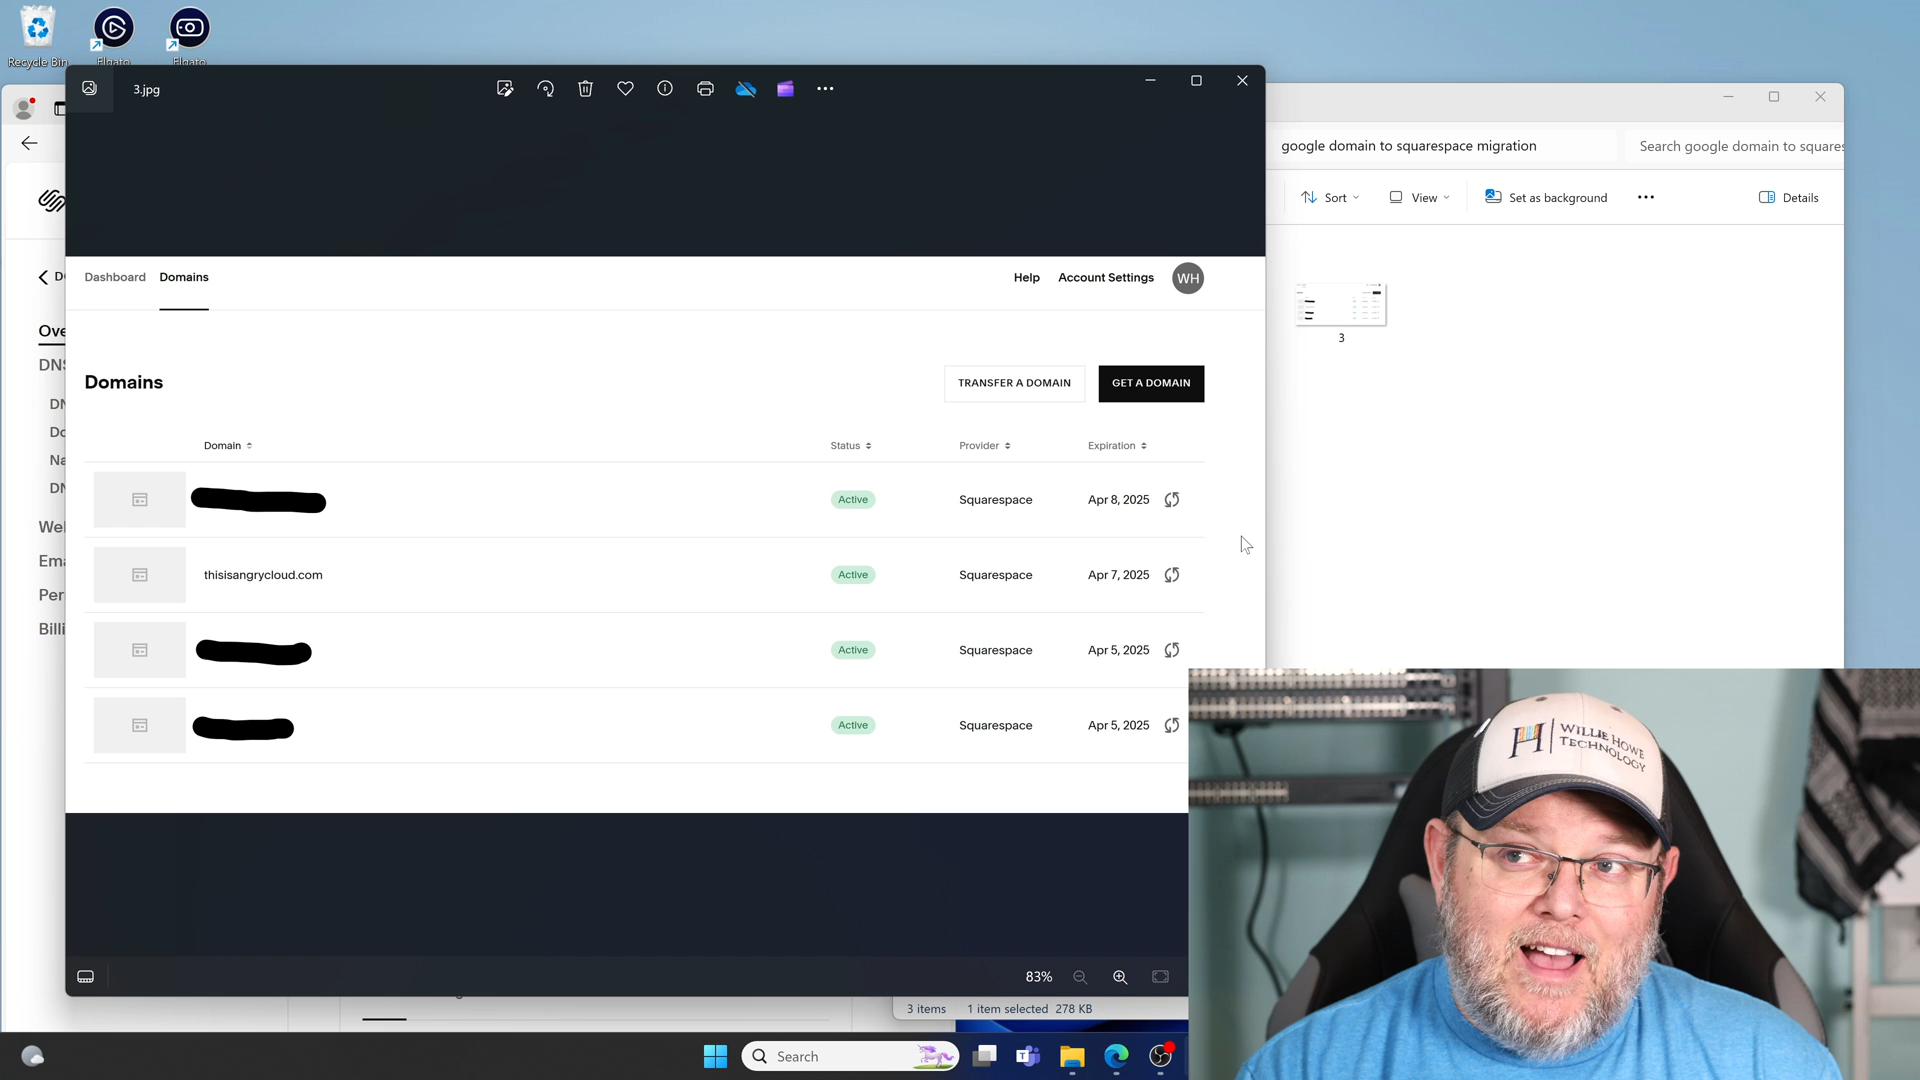 Recycle Bin
Elgato
Elgato
3.jpg
google domain to squarespace migration
Search google domain to squares
Sort
View
Set as background
Details
Dashboard
Domains
Help
Account Settings
WH
Domains
TRANSFER A DOMAIN
GET A DOMAIN
Domain
Status
Provider
Expiration
Active
Squarespace
Apr 8, 2025
thisisangrycloud.com
Active
Squarespace
Apr 7, 2025
Active
Squarespace
Apr 5, 2025
Active
Squarespace
Apr 5, 2025
3
83%
3 items
1 item selected 278 KB
Search
H WILLIE HOWE
TECHNOLOGY